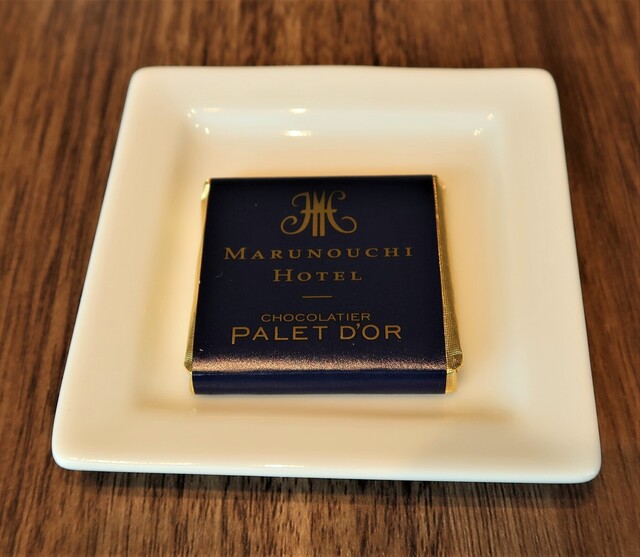 MARUNOUCHI
HOTEL
CHOCOLATIER
PALET D'OR